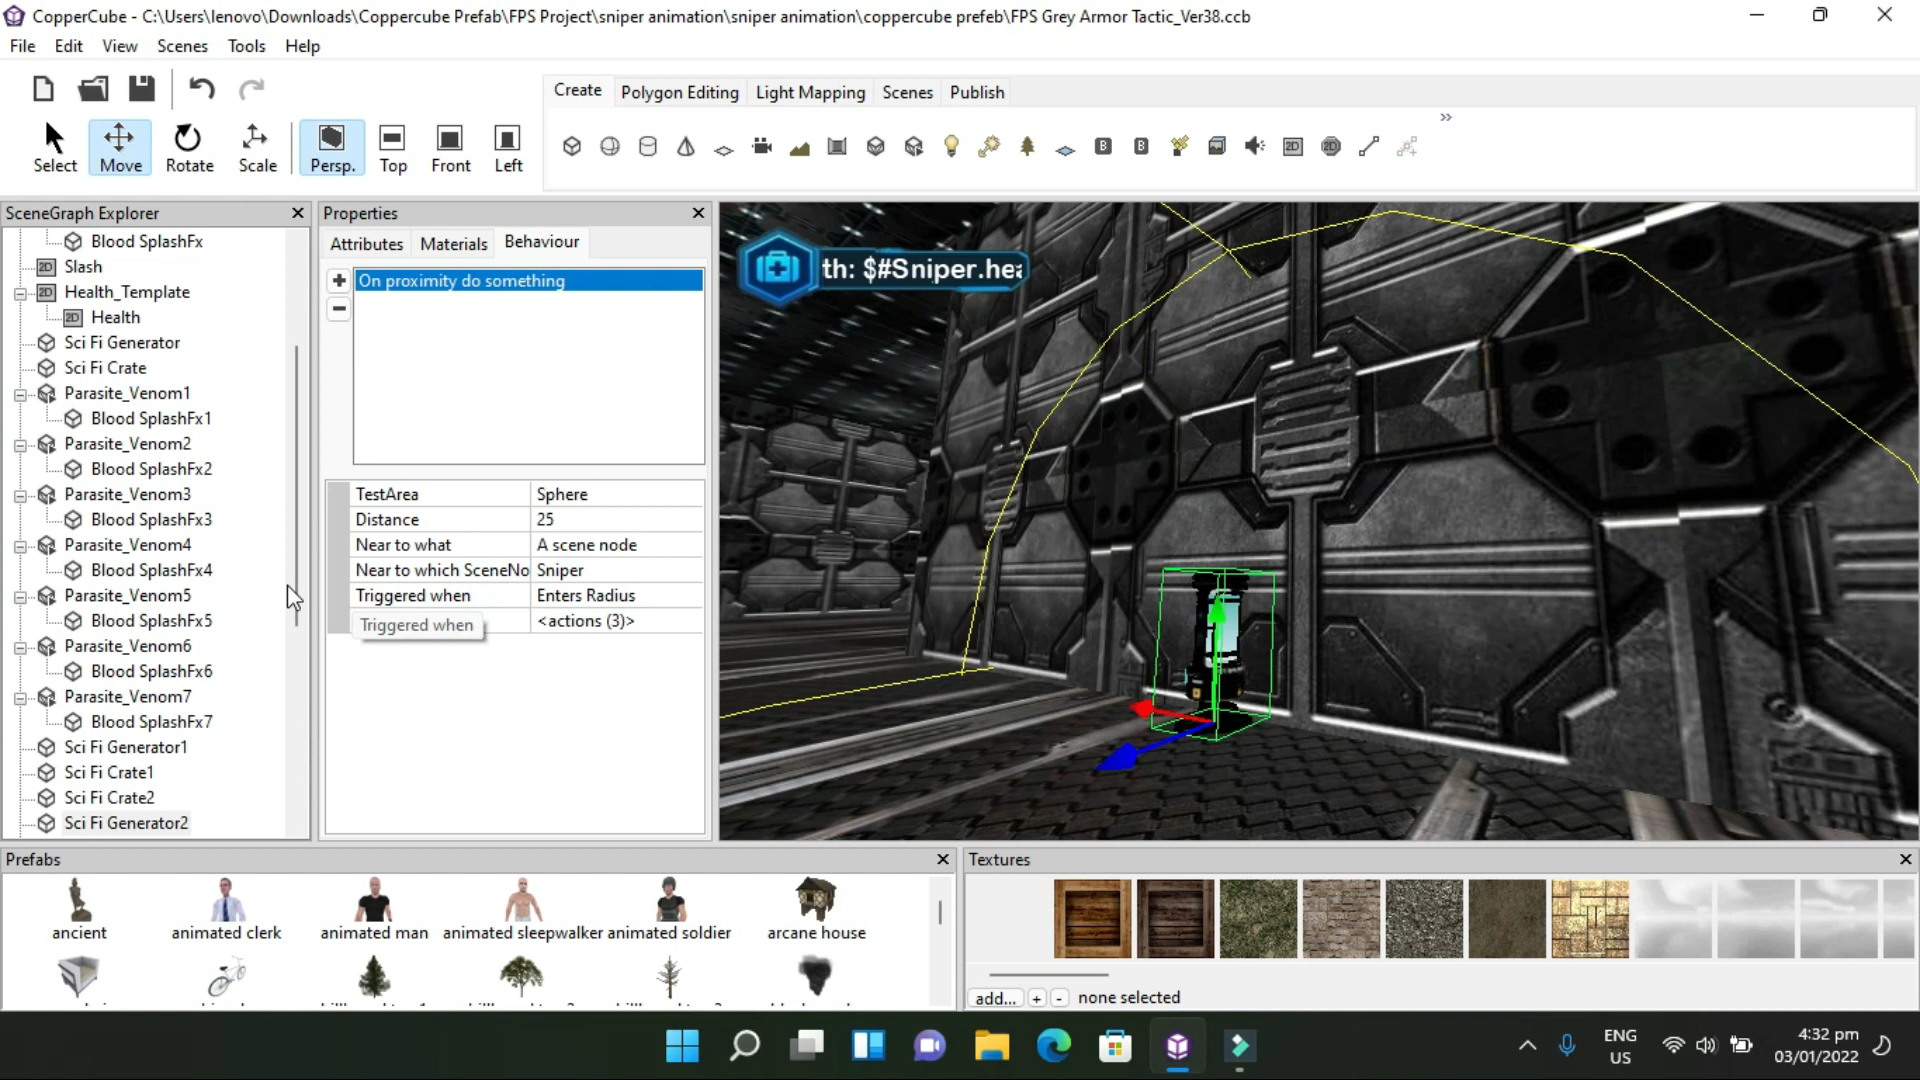 CopperCube - C:\Users\lenovo\Downloads\Coppercube Prefab\FPS Project\sniper animation\sniper animation\coppercube prefeb\FPS Grey Armor Tactic_Ver38.ccb
File Edit View Scenes Tools Help
Create Polygon Editing Light Mapping Scenes Publish
Select Move Rotate Scale Persp. Top Front Left
SceneGraph Explorer
Blood SplashFx
2D Slash
2D Health_Template
2D Health
Sci Fi Generator
Sci Fi Crate
Parasite_Venom1
Blood SplashFx1
Parasite_Venom2
Blood SplashFx2
Parasite_Venom3
Blood SplashFx3
Parasite_Venom4
Blood SplashFx4
Parasite_Venom5
Blood SplashFx5
Parasite_Venom6
Blood SplashFx6
Parasite_Venom7
Blood SplashFx7
Sci Fi Generator1
Sci Fi Crate1
Sci Fi Crate2
Sci Fi Generator2
Properties
Attributes Materials Behaviour
On proximity do something
TestArea Sphere
Distance 25
Near to what A scene node
Near to which SceneNo Sniper
Triggered when Enters Radius
<actions (3)>
Triggered when
th: $#Sniper.hea
Prefabs
ancient animated clerk animated man animated sleepwalker animated soldier arcane house
Textures
add... + - none selected
ENG
US
4:32 pm
03/01/2022